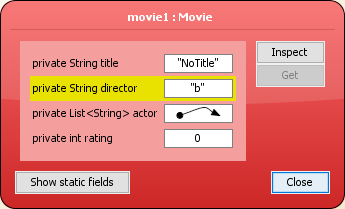 movie1 : Movie
private String title "NoTitle"
Inspect
private String director "b"
Get
private List<String> actor
private int rating 0
Show static fields
Close